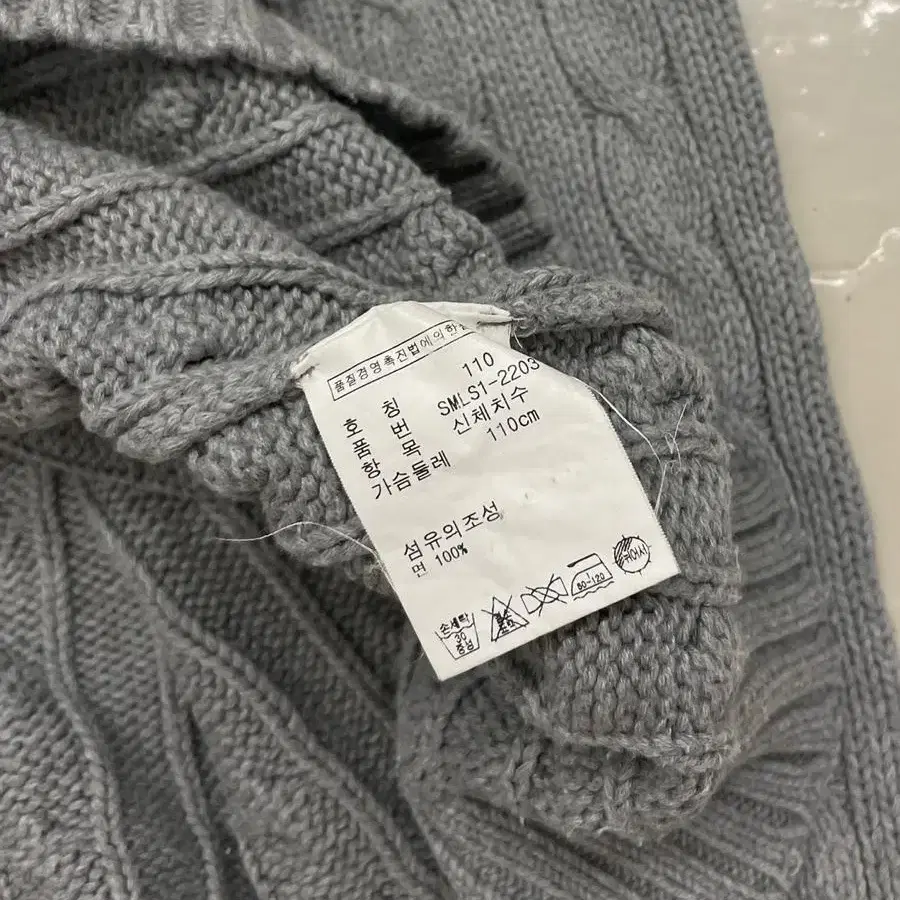 품질경영촉진법에의한
호 칭 110
품 번 SMLS1-2203
항 목 신체치수
가슴둘레 110cm
섬유의조성
면 100%
손세탁
30
중성
80-120